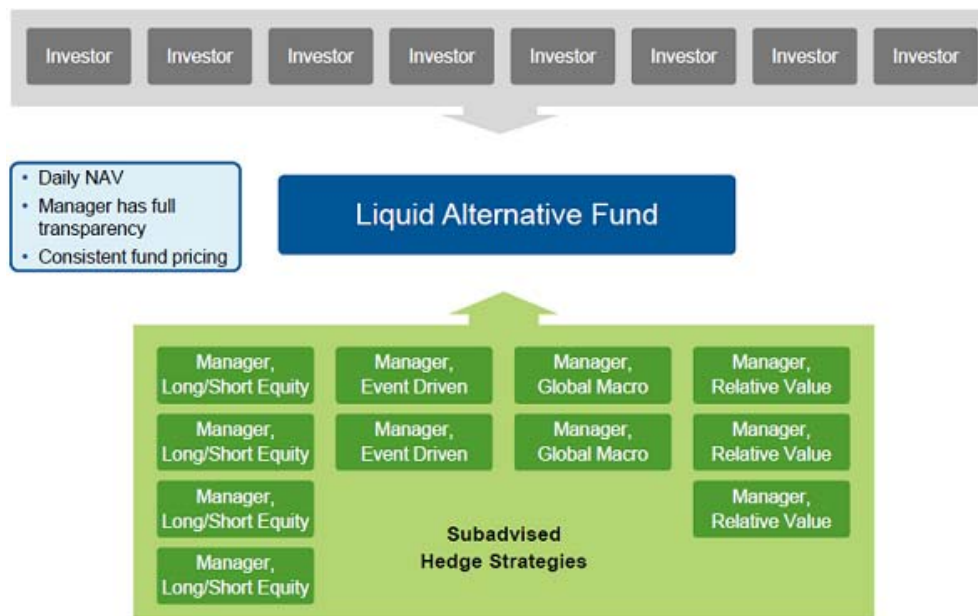 Investor
Investor
Investor
Investor
Investor
Investor
Investor
Investor
• Daily NAV
• Manager has full
transparency
• Consistent fund pricing
Liquid Alternative Fund
Manager,
Long/Short Equity
Manager,
Event Driven
Manager,
Global Macro
Manager,
Relative Value
Manager,
Long/Short Equity
Manager,
Event Driven
Manager,
Global Macro
Manager,
Relative Value
Manager,
Long/Short Equity
Manager,
Relative Value
Manager,
Long/Short Equity
Subadvised
Hedge Strategies